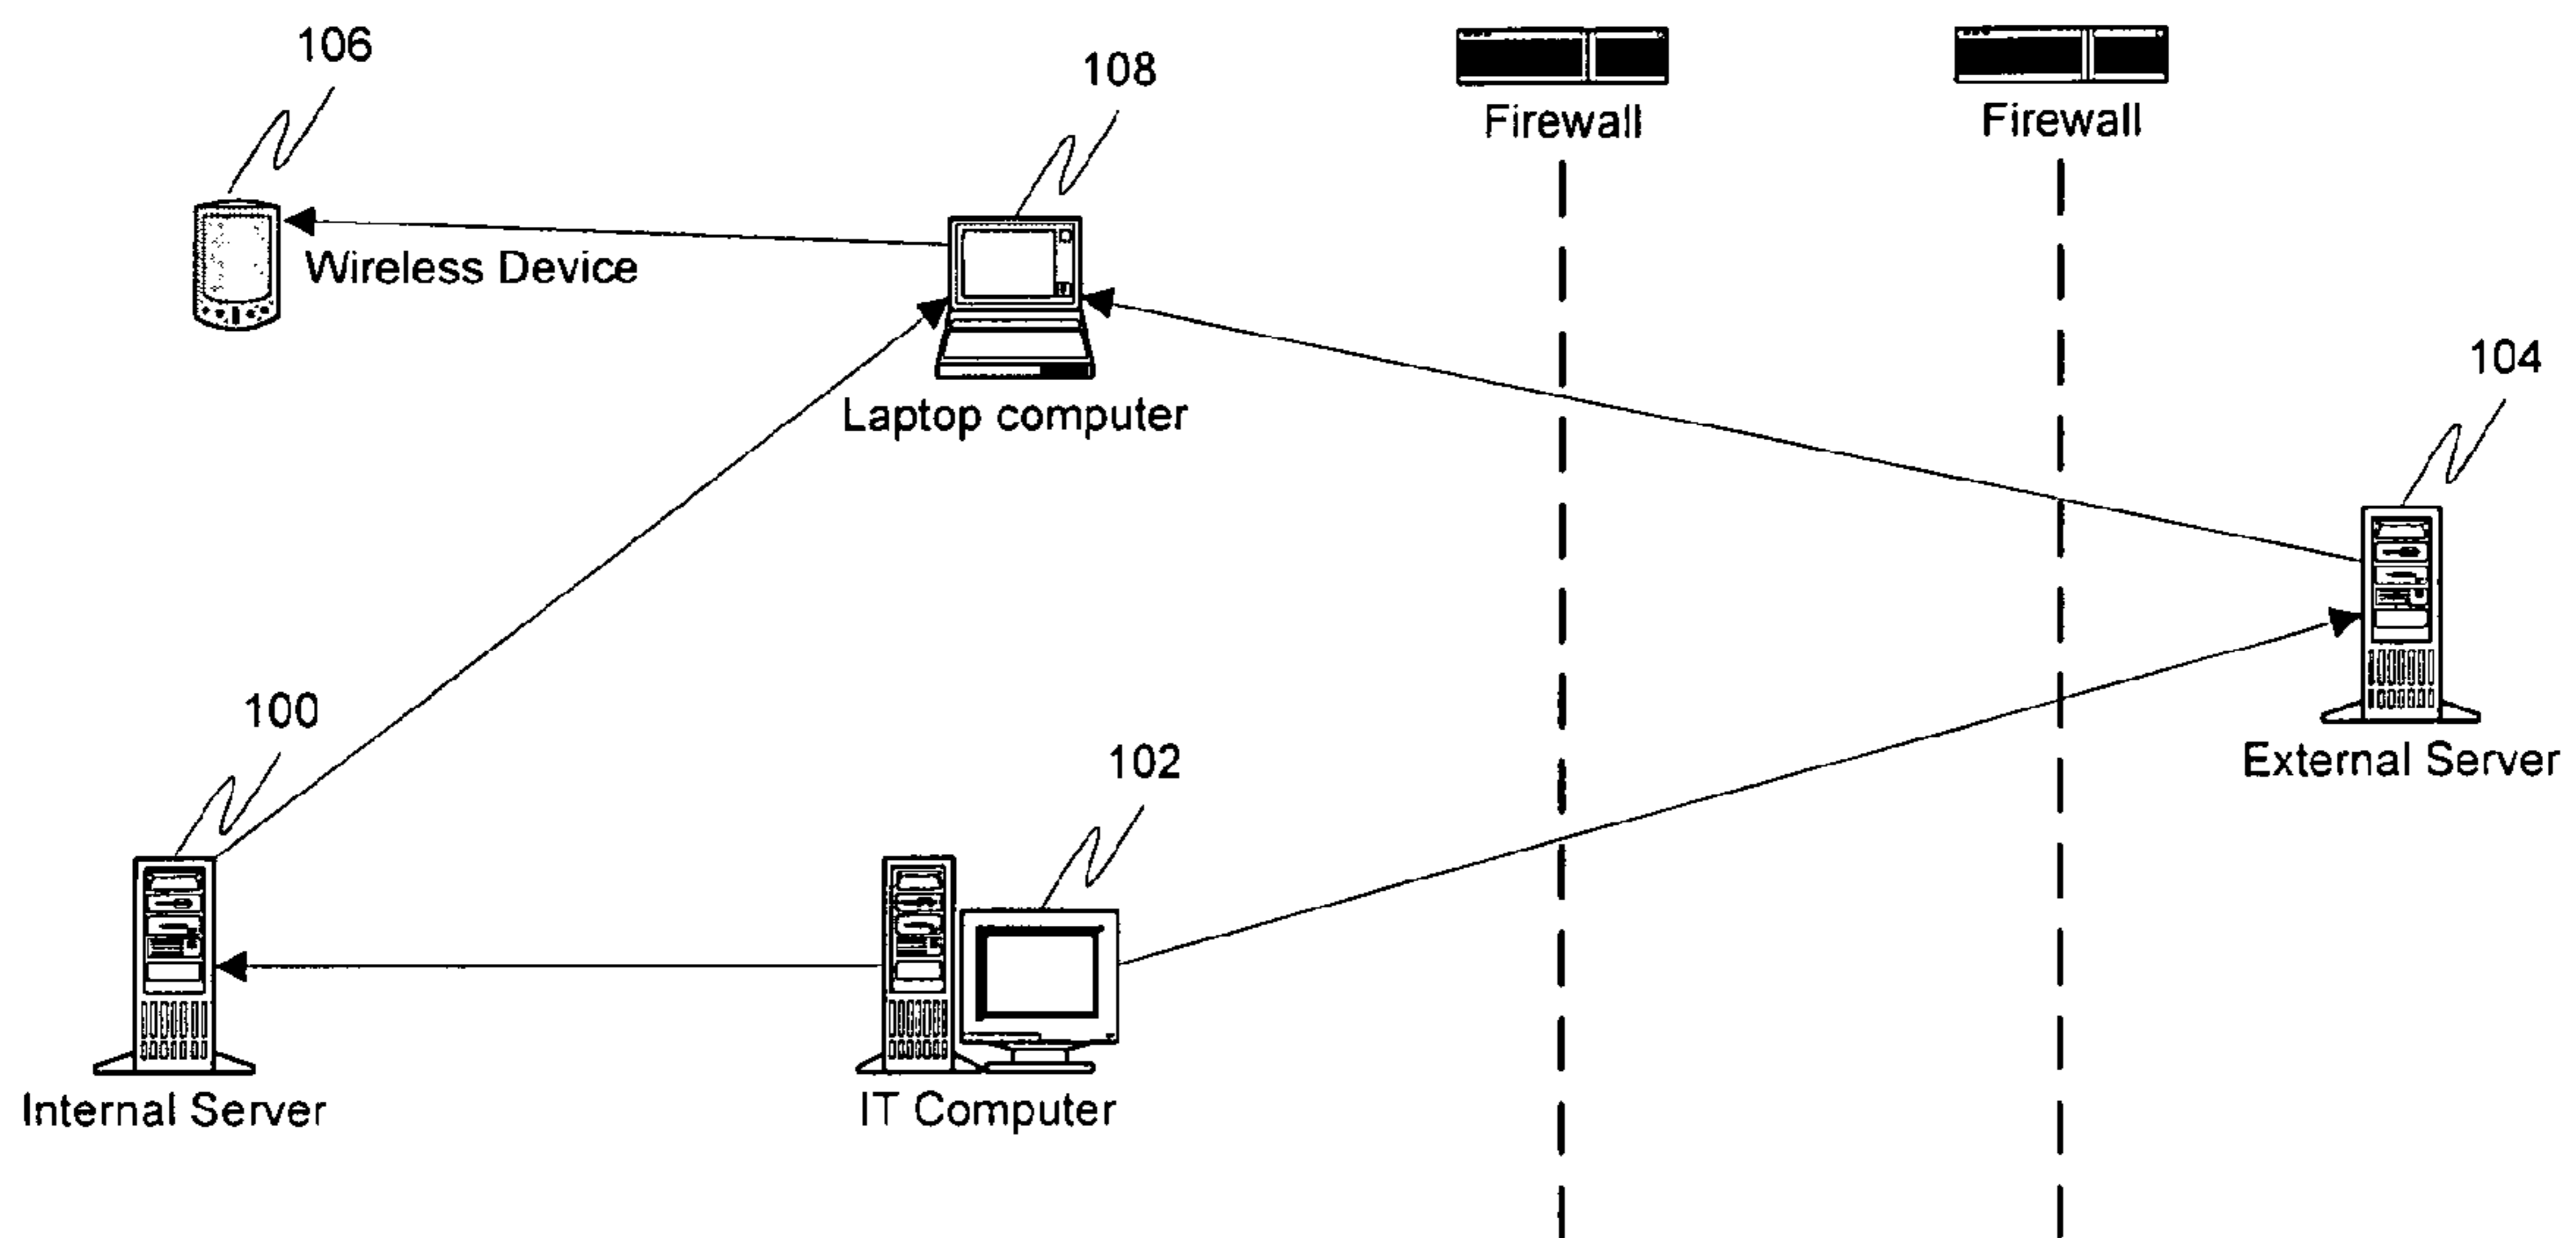 106
108
Firewall
Firewall
Wireless Device
104
Laptop computer
100
102
External Server
Internal Server
IT Computer